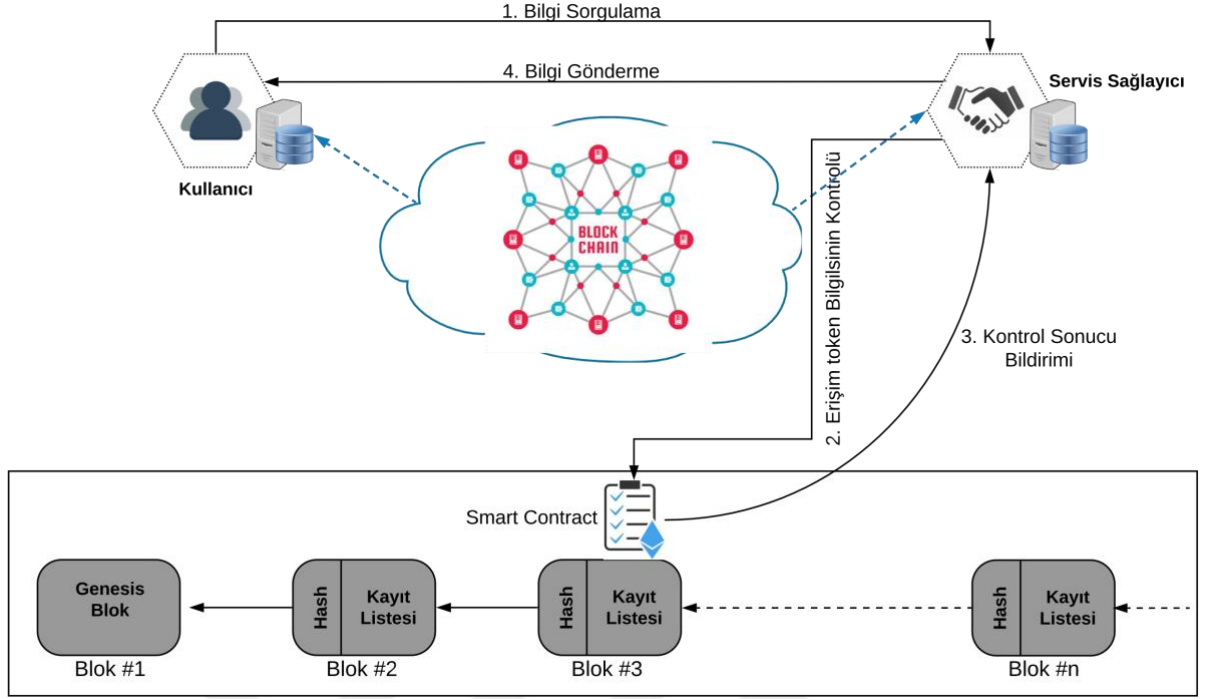 1. Bilgi Sorgulama
4. Bilgi Gönderme
Servis Sağlayıcı
Kullanıcı
BLOCK
CHAIN
2. Erişim token Bilgilsinin Kontrolü
3. Kontrol Sonucu
Bildirimi
Smart Contract
Genesis
Blok
Hash
Kayıt
Listesi
Hash
Kayıt
Listesi
Hash
Kayıt
Listesi
Blok #1
Blok #2
Blok #3
Blok #n